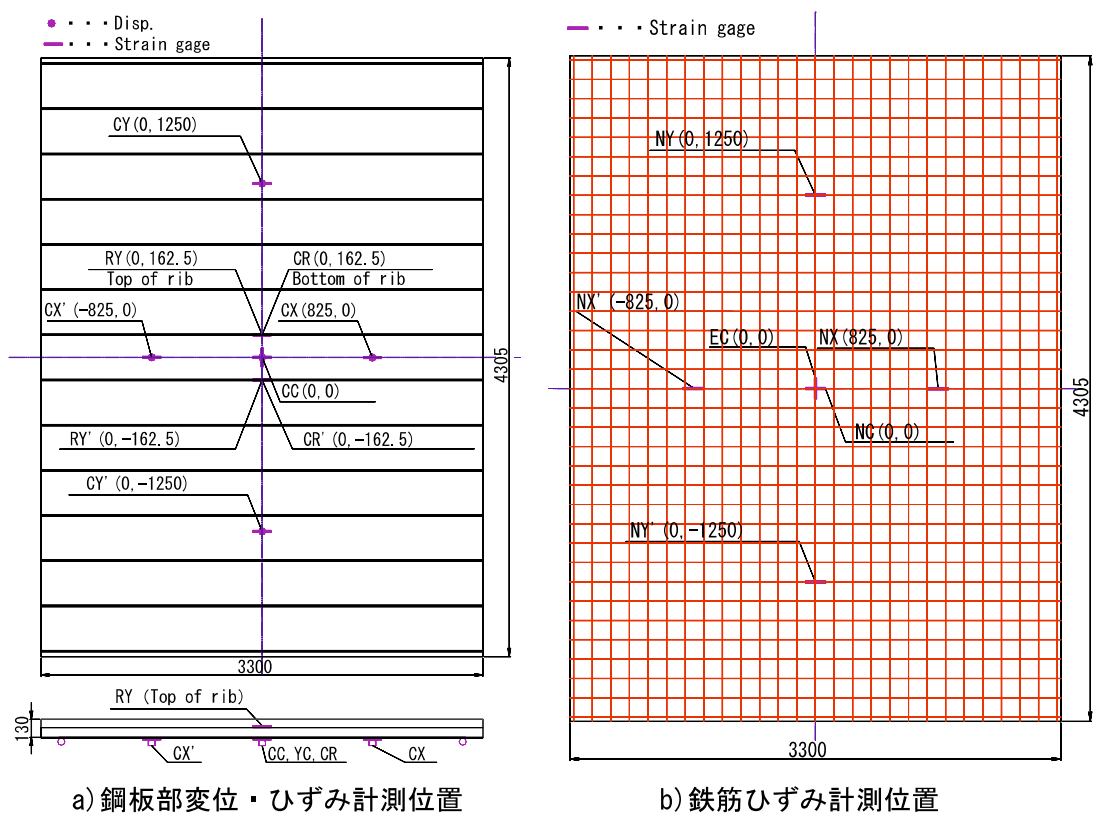 ●・・・Disp.
・・・Strain gage
CY(0,1250)
RY(0,162.5)
Top of rib
CR(0,162.5)
Bottom of rib
CX'(-825,0)
CX(825,0)
CC(0,0)
RY'(0,-162.5)
CR'(0,-162.5)
CY'(0,-1250)
4305
3300
RY (Top of rib)
130
CX'
CC,YC,CR
CX
a)鋼板部変位・ひずみ計測位置
・・・Strain gage
NY(0,1250)
NX'(-825,0)
EC(0,0)
NX(825,0)
NC(0,0)
NY'(0,-1250)
4305
3300
b)鉄筋ひずみ計測位置